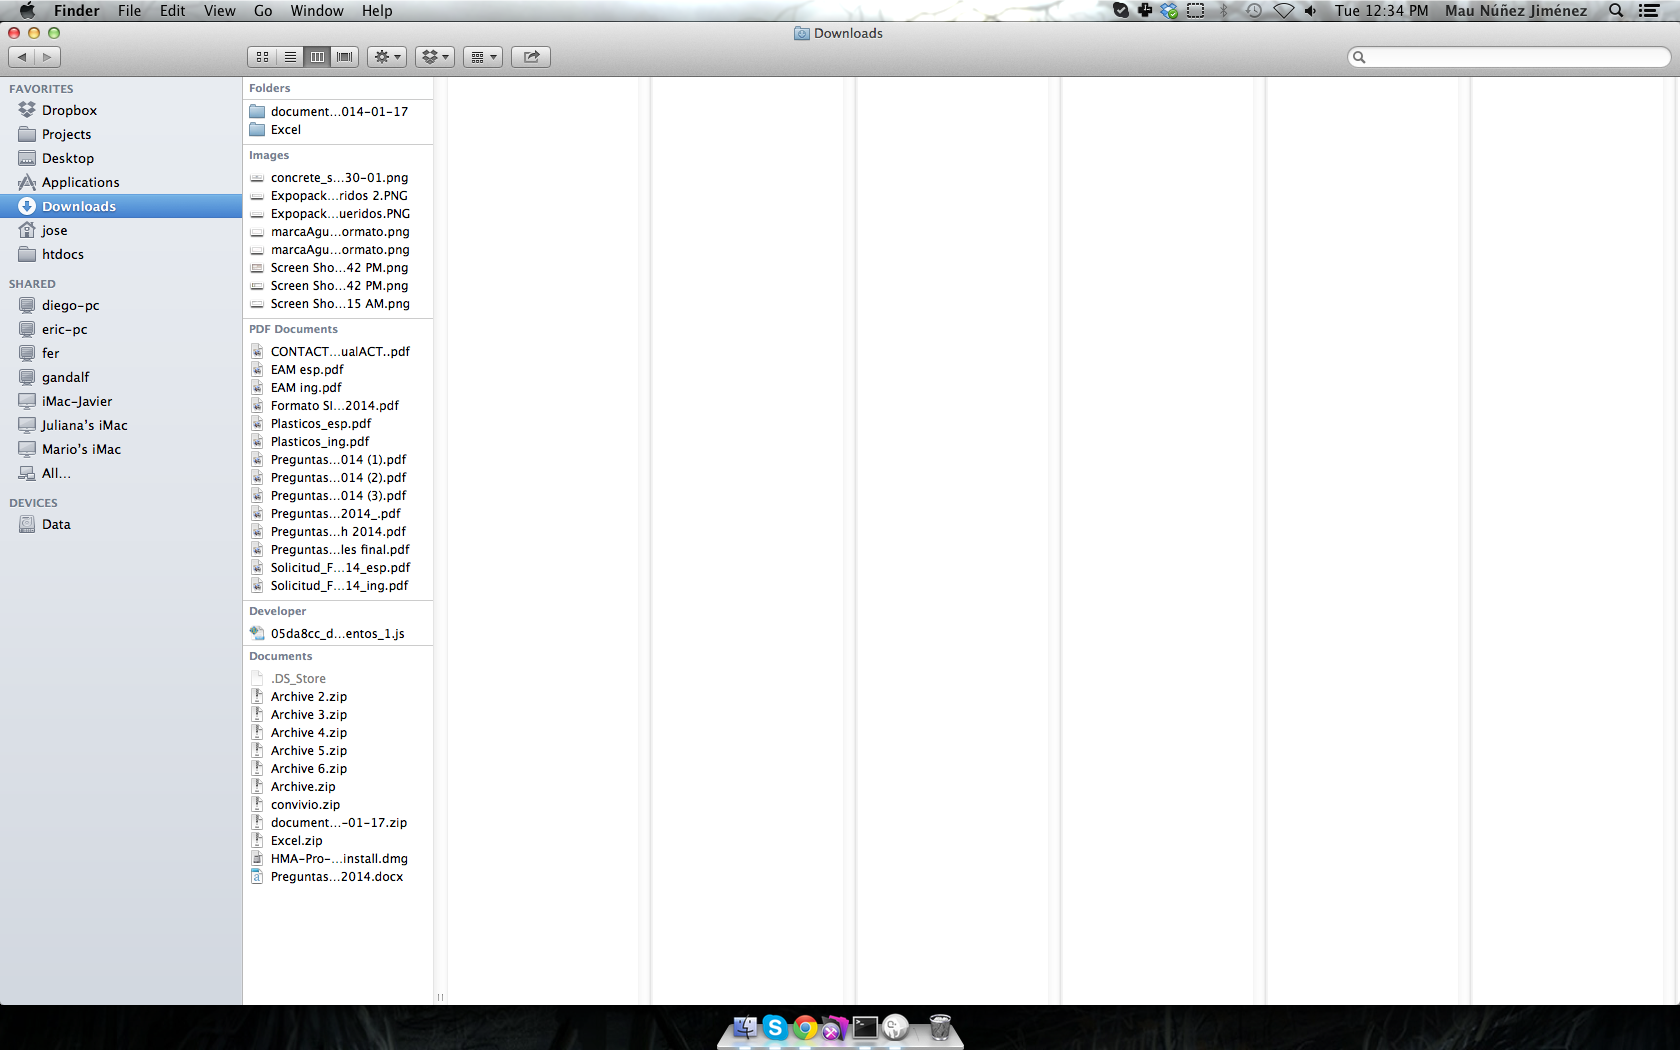 Finder File Edit View Go Window Help Tue 12:34 PM Mau Núñez Jiménez
Downloads
FAVORITES
Dropbox
Projects
Desktop
Applications
Downloads
jose
htdocs
SHARED
diego-pc
eric-pc
fer
gandalf
iMac-Javier
Juliana's iMac
Mario's iMac
All...
DEVICES
Data
Folders
document...014-01-17
Excel
Images
concrete_s...30-01.png
Expopack...ridos 2.PNG
Expopack...ueridos.PNG
marcaAgu...ormato.png
marcaAgu...ormato.png
Screen Sho...42 PM.png
Screen Sho...42 PM.png
Screen Sho...15 AM.png
PDF Documents
CONTACT...ualACT..pdf
EAM esp.pdf
EAM ing.pdf
Formato SI...2014.pdf
Plasticos_esp.pdf
Plasticos_ing.pdf
Preguntas...014 (1).pdf
Preguntas...014 (2).pdf
Preguntas...014 (3).pdf
Preguntas...2014_.pdf
Preguntas...h 2014.pdf
Preguntas...les final.pdf
Solicitud_F...14_esp.pdf
Solicitud_F...14_ing.pdf
Developer
05da8cc_d...entos_1.js
Documents
.DS_Store
Archive 2.zip
Archive 3.zip
Archive 4.zip
Archive 5.zip
Archive 6.zip
Archive.zip
convivio.zip
document...-01-17.zip
Excel.zip
HMA-Pro-...install.dmg
Preguntas...2014.docx